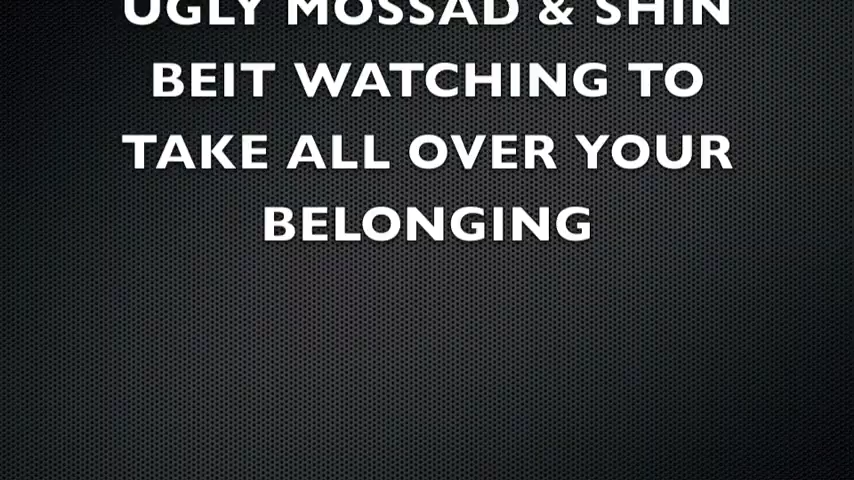 UGLY MOSSAD & SHIN
BEIT WATCHING TO
TAKE ALL OVER YOUR
BELONGING